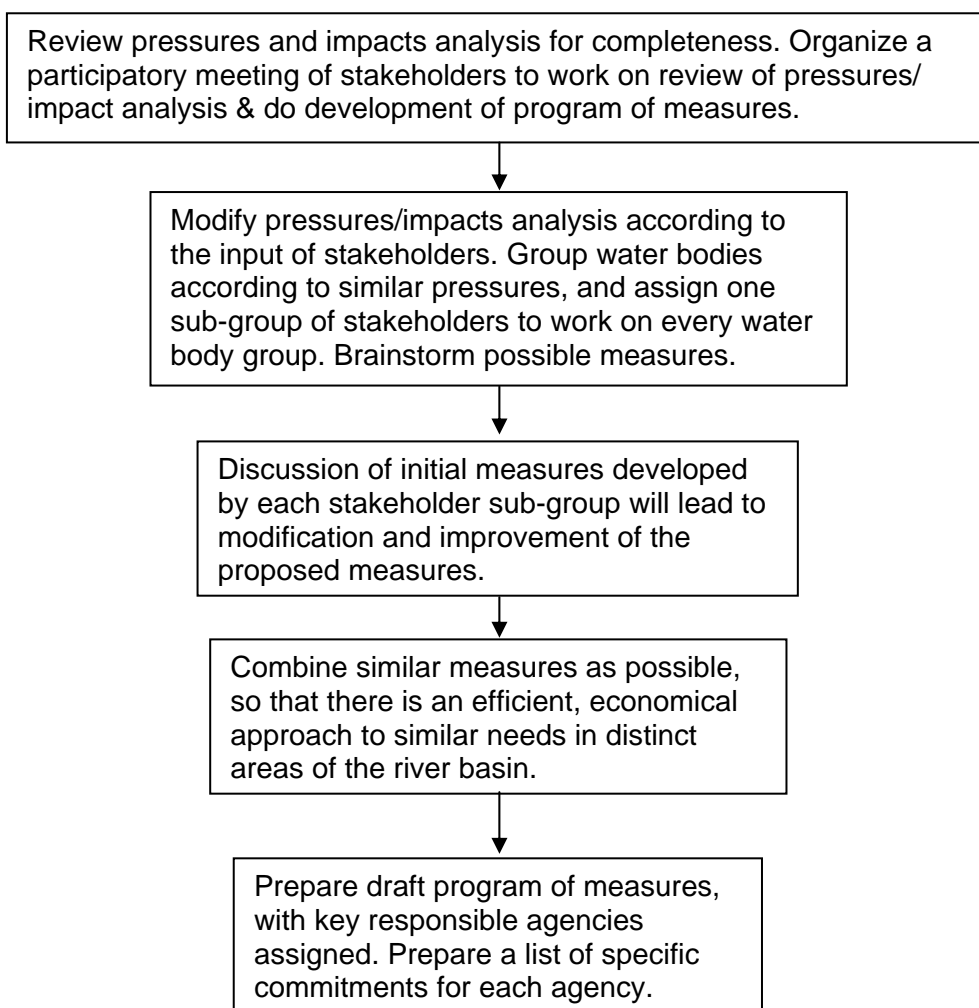 Review pressures and impacts analysis for completeness. Organize a
participatory meeting of stakeholders to work on review of pressures/
impact analysis & do development of program of measures.
Modify pressures/impacts analysis according to
the input of stakeholders. Group water bodies
according to similar pressures, and assign one
sub-group of stakeholders to work on every water
body group. Brainstorm possible measures.
Discussion of initial measures developed
by each stakeholder sub-group will lead to
modification and improvement of the
proposed measures.
Combine similar measures as possible,
so that there is an efficient, economical
approach to similar needs in distinct
areas of the river basin.
Prepare draft program of measures,
with key responsible agencies
assigned. Prepare a list of specific
commitments for each agency.